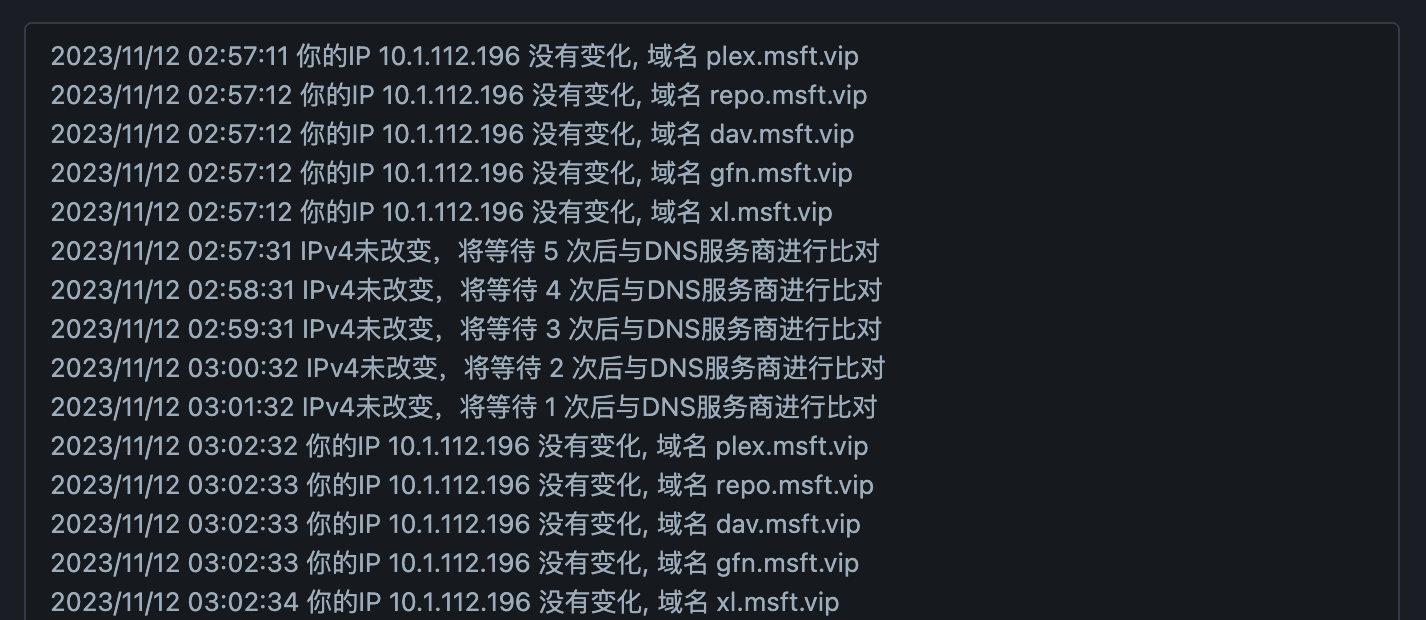 2023/11/12 02:57:11 你的IP 10.1.112.196 没有变化, 域名 plex.msft.vip
2023/11/12 02:57:12 你的IP 10.1.112.196 没有变化, 域名 repo.msft.vip
2023/11/12 02:57:12 你的IP 10.1.112.196 没有变化, 域名 dav.msft.vip
2023/11/12 02:57:12 你的IP 10.1.112.196 没有变化, 域名 gfn.msft.vip
2023/11/12 02:57:12 你的IP 10.1.112.196 没有变化, 域名 xl.msft.vip
2023/11/12 02:57:31 IPv4未改变，将等待 5 次后与DNS服务商进行比对
2023/11/12 02:58:31 IPv4未改变，将等待 4 次后与DNS服务商进行比对
2023/11/12 02:59:31 IPv4未改变，将等待 3 次后与DNS服务商进行比对
2023/11/12 03:00:32 IPv4未改变，将等待 2 次后与DNS服务商进行比对
2023/11/12 03:01:32 IPv4未改变，将等待 1 次后与DNS服务商进行比对
2023/11/12 03:02:32 你的IP 10.1.112.196 没有变化, 域名 plex.msft.vip
2023/11/12 03:02:33 你的IP 10.1.112.196 没有变化, 域名 repo.msft.vip
2023/11/12 03:02:33 你的IP 10.1.112.196 没有变化, 域名 dav.msft.vip
2023/11/12 03:02:33 你的IP 10.1.112.196 没有变化, 域名 gfn.msft.vip
2023/11/12 03:02:34 你的IP 10.1.112.196 没有变化, 域名 xl.msft.vip